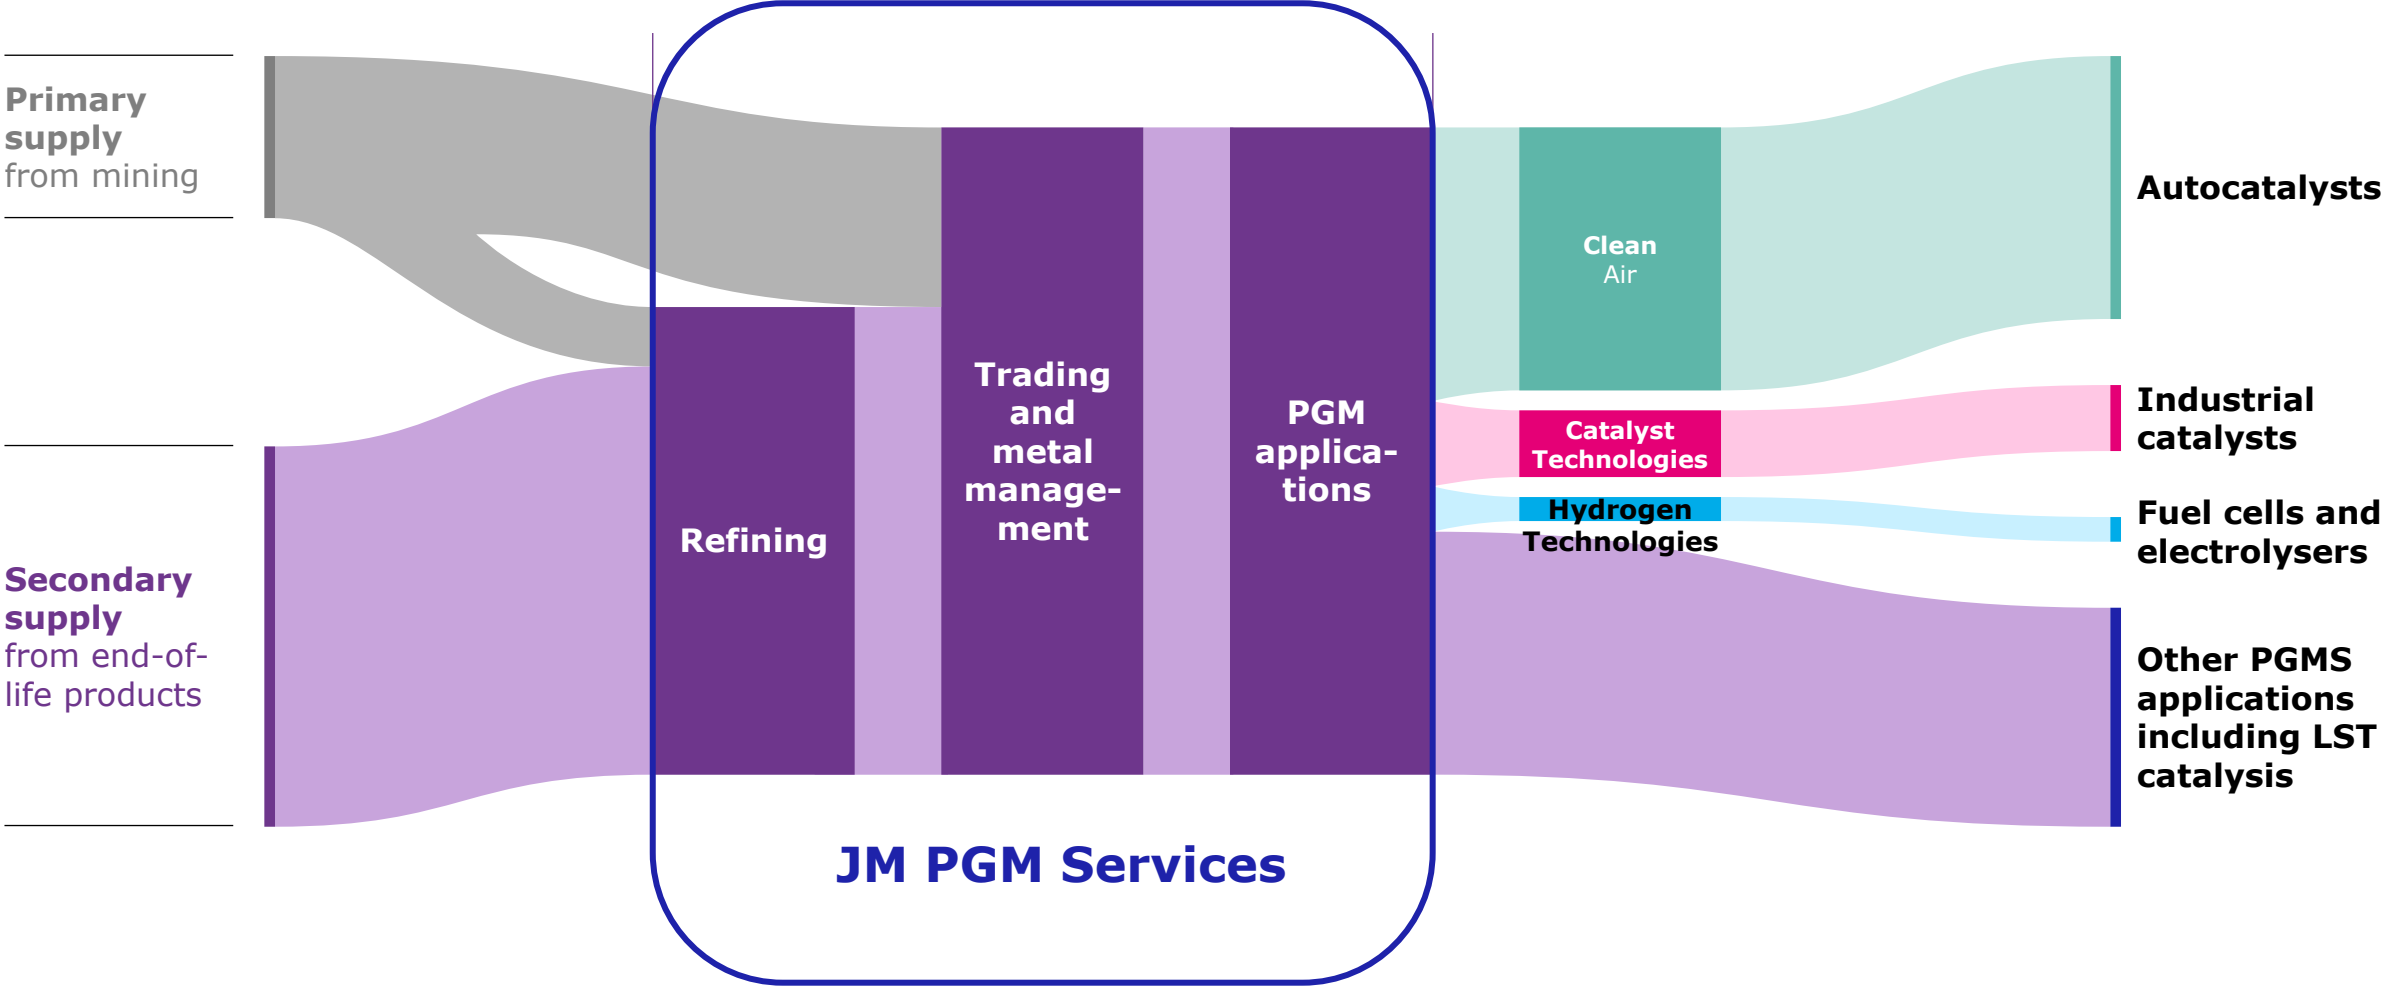 Primary
supply
from mining
Secondary
supply
from end-of-
life products
Refining
Trading
and
metal
manage-
ment
PGM
applica-
tions
JM PGM Services
Clean
Air
Catalyst
Technologies
Hydrogen
Technologies
Autocatalysts
Industrial
catalysts
Fuel cells and
electrolysers
Other PGMS
applications
including LST
catalysis